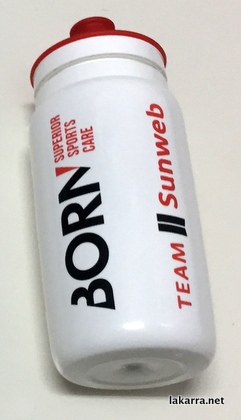 BORN
SUPERIOR
SPORTS
CARE
TEAM Sunweb
lakarra.net